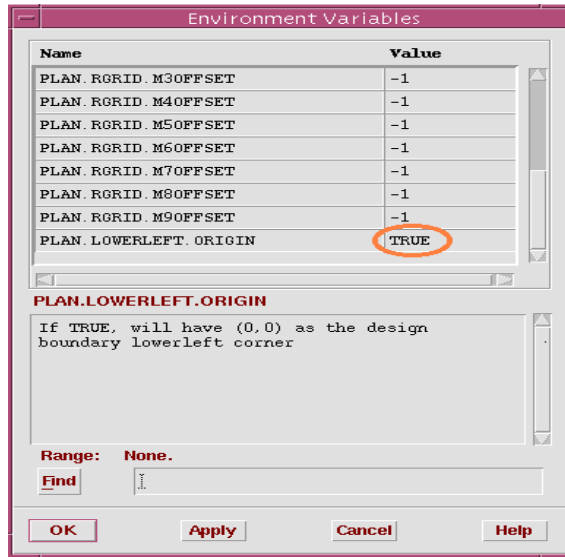 Environment Variables
Name Value
PLAN.RGRID.M3OFFSET -1
PLAN.RGRID.M4OFFSET -1
PLAN.RGRID.M5OFFSET -1
PLAN.RGRID.M6OFFSET -1
PLAN.RGRID.M7OFFSET -1
PLAN.RGRID.M8OFFSET -1
PLAN.RGRID.M9OFFSET -1
PLAN.LOWERLEFT.ORIGIN TRUE
PLAN.LOWERLEFT.ORIGIN
If TRUE, will have (0,0) as the design
boundary lowerleft corner
Range: None.
Find
OK Apply Cancel Help